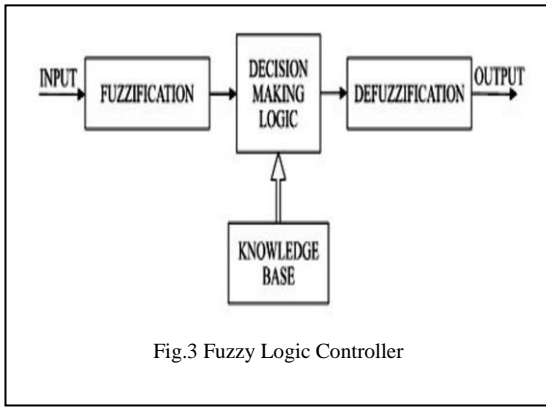 INPUT
FUZZIFICATION
DECISION
MAKING
LOGIC
DEFUZZIFICATION
OUTPUT
KNOWLEDGE
BASE
Fig.3 Fuzzy Logic Controller